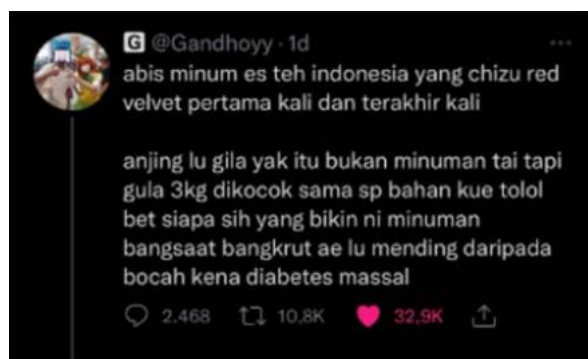 G @Gandhoyy · 1d
abis minum es teh indonesia yang chizu red
velvet pertama kali dan terakhir kali
anjing lu gila yak itu bukan minuman tai tapi
gula 3kg dikocok sama sp bahan kue tolol
bet siapa sih yang bikin ni minuman
bangsaat bangkrut ae lu mending daripada
bocah kena diabetes massal
2.468 10,8K 32,9K